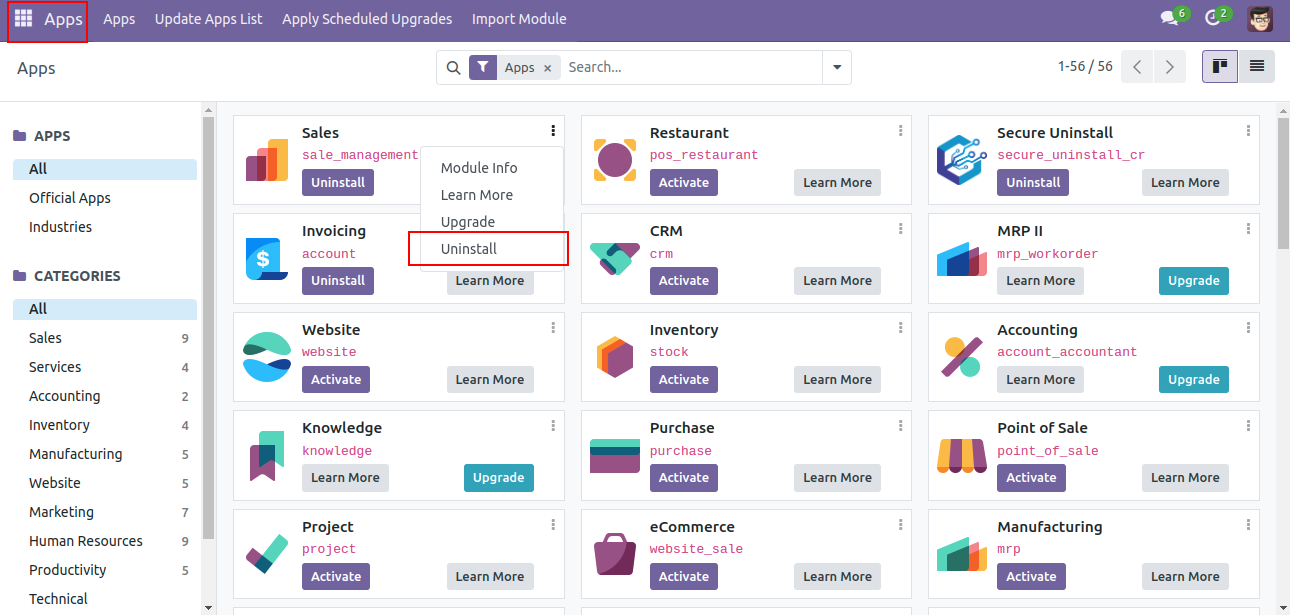 Apps Apps Update Apps List Apply Scheduled Upgrades Import Module 6 2
Apps Apps × Search... 1-56 / 56
APPS
All
Official Apps
Industries
CATEGORIES
All
Sales 9
Services 4
Accounting 2
Inventory 4
Manufacturing 5
Website 5
Marketing 7
Human Resources 9
Productivity 5
Technical
Sales
sale_management
Uninstall
Module Info
Learn More
Upgrade
Uninstall
Restaurant
pos_restaurant
Activate Learn More
Secure Uninstall
secure_uninstall_cr
Uninstall Learn More
Invoicing
account
$
Uninstall Learn More
CRM
crm
Activate Learn More
MRP II
mrp_workorder
Learn More Upgrade
Website
website
Activate Learn More
Inventory
stock
Activate Learn More
Accounting
account_accountant
Learn More Upgrade
Knowledge
knowledge
Learn More Upgrade
Purchase
purchase
Activate Learn More
Point of Sale
point_of_sale
Activate Learn More
Project
project
Activate Learn More
eCommerce
website_sale
Activate Learn More
Manufacturing
mrp
Activate Learn More